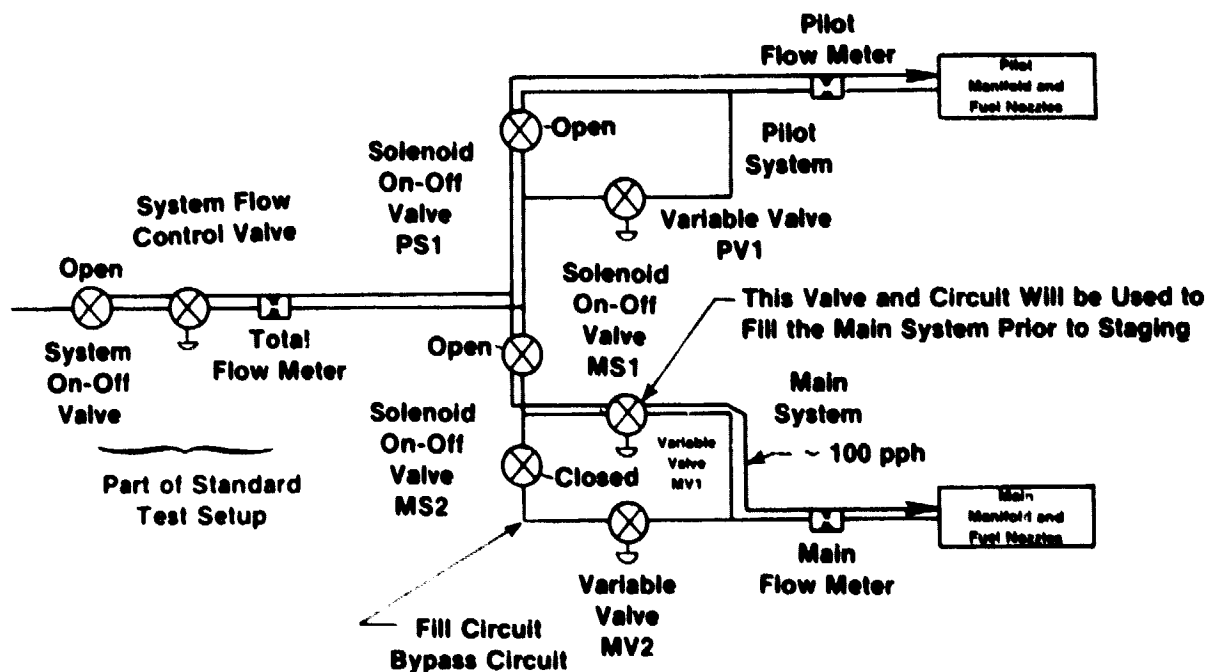 Pilot
Flow Meter
Pilot
Manifold and
Fuel Nozzles
Open
Pilot
System
Solenoid
On-Off
Valve
PS1
System Flow
Control Valve
Variable Valve
PV1
Open
Solenoid
On-Off
Valve
MS1
This Valve and Circuit Will be Used to
Fill the Main System Prior to Staging
System
On-Off
Valve
Total
Flow Meter
Open
Main
System
Solenoid
On-Off
Valve
MS2
Variable
Valve
MV1
~ 100 pph
Closed
Part of Standard
Test Setup
Main
Manifold and
Fuel Nozzles
Main
Flow Meter
Variable
Valve
MV2
Fill Circuit
Bypass Circuit